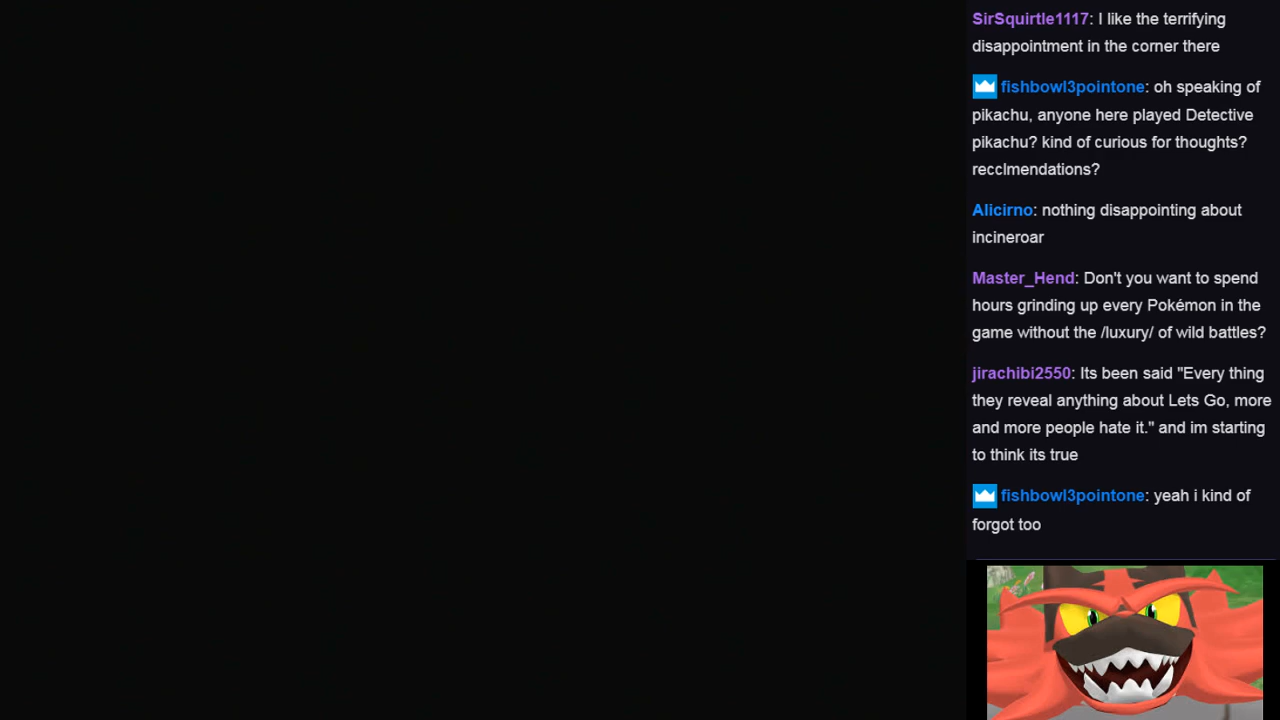 SirSquirtle1117: I like the terrifying
disappointment in the corner there
fishbowl3pointone: oh speaking of
pikachu, anyone here played Detective
pikachu? kind of curious for thoughts?
recclmendations?
Alicirno: nothing disappointing about
incineroar
Master_Hend: Don't you want to spend
hours grinding up every Pokémon in the
game without the /luxury/ of wild battles?
jirachibi2550: Its been said "Every thing
they reveal anything about Lets Go, more
and more people hate it." and im starting
to think its true
fishbowl3pointone: yeah i kind of
forgot too